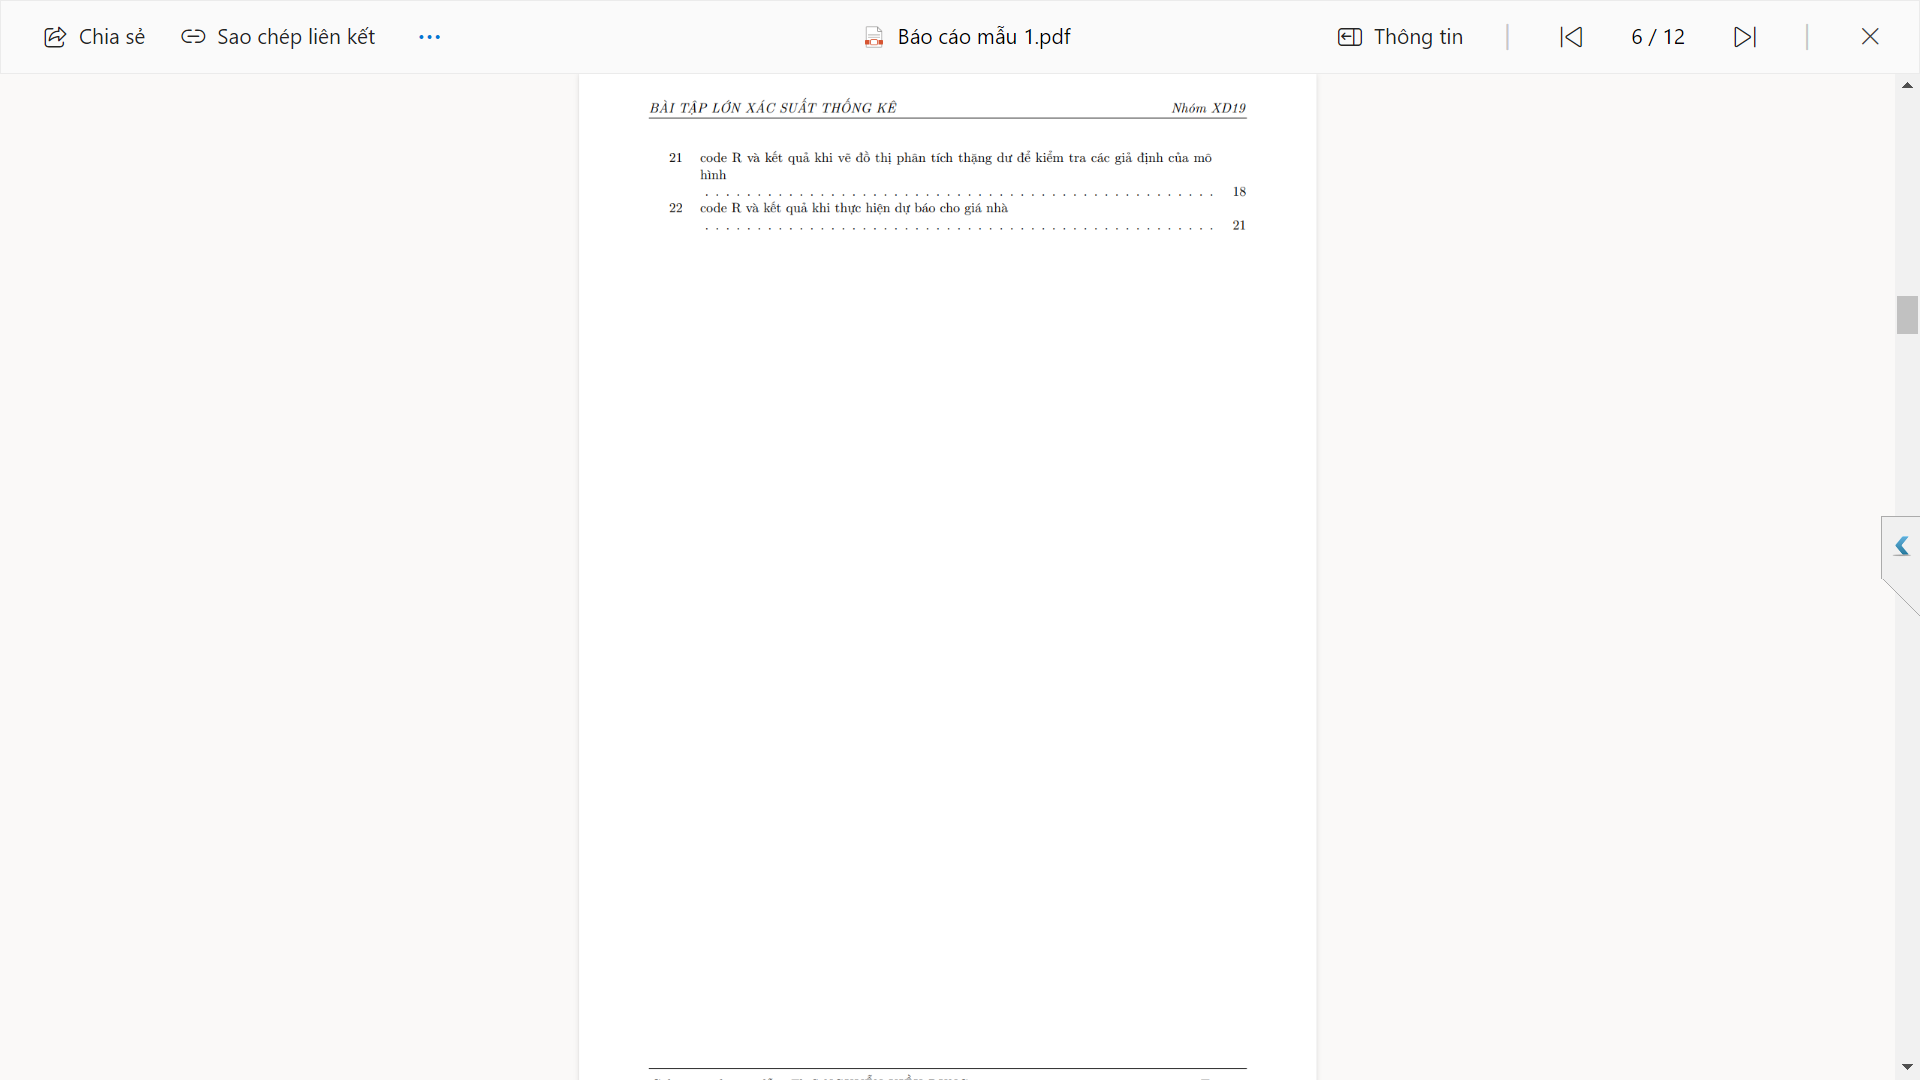 Chia sẻ Sao chép liên kết Báo cáo mẫu 1.pdf Thông tin 6 / 12
BÀI TẬP LỚN XÁC SUẤT THỐNG KÊ Nhóm XD19
21 code R và kết quả khi vẽ đồ thị phân tích thặng dư để kiểm tra các giả định của mô
hình
. . . . . . . . . . . . . . . . . . . . . . . . . . . . . . . . . . . . . . . . . . . . . . . . . 18
22 code R và kết quả khi thực hiện dự báo cho giá nhà
. . . . . . . . . . . . . . . . . . . . . . . . . . . . . . . . . . . . . . . . . . . . . . . . . 21